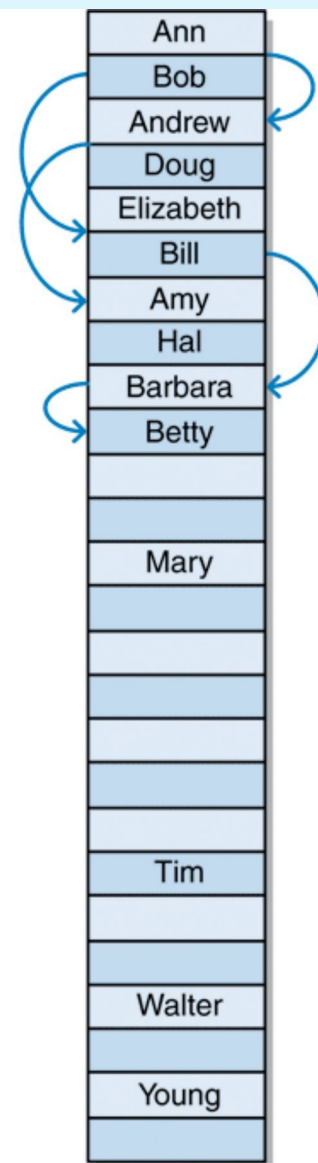 Ann
Bob
Andrew
Doug
Elizabeth
Bill
Amy
Hal
Barbara
Betty
Mary
Tim
Walter
Young